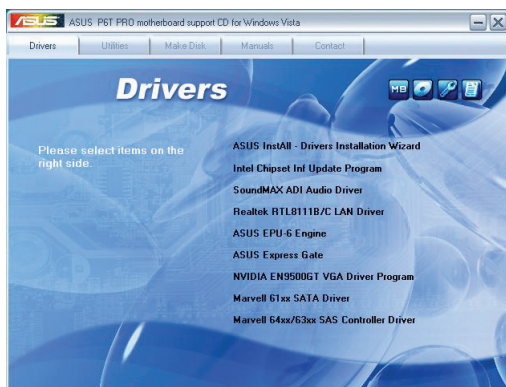 ASUS P6T PRO motherboard support CD for Windows Vista
Drivers
Utilities
Make Disk
Manuals
Contact
Drivers
MB
Please select items on the
right side.
ASUS InstAll - Drivers Installation Wizard
Intel Chipset Inf Update Program
SoundMAX ADI Audio Driver
Realtek RTL8111B/C LAN Driver
ASUS EPU-6 Engine
ASUS Express Gate
NVIDIA EN9500GT VGA Driver Program
Marvell 61xx SATA Driver
Marvell 64xx/63xx SAS Controller Driver